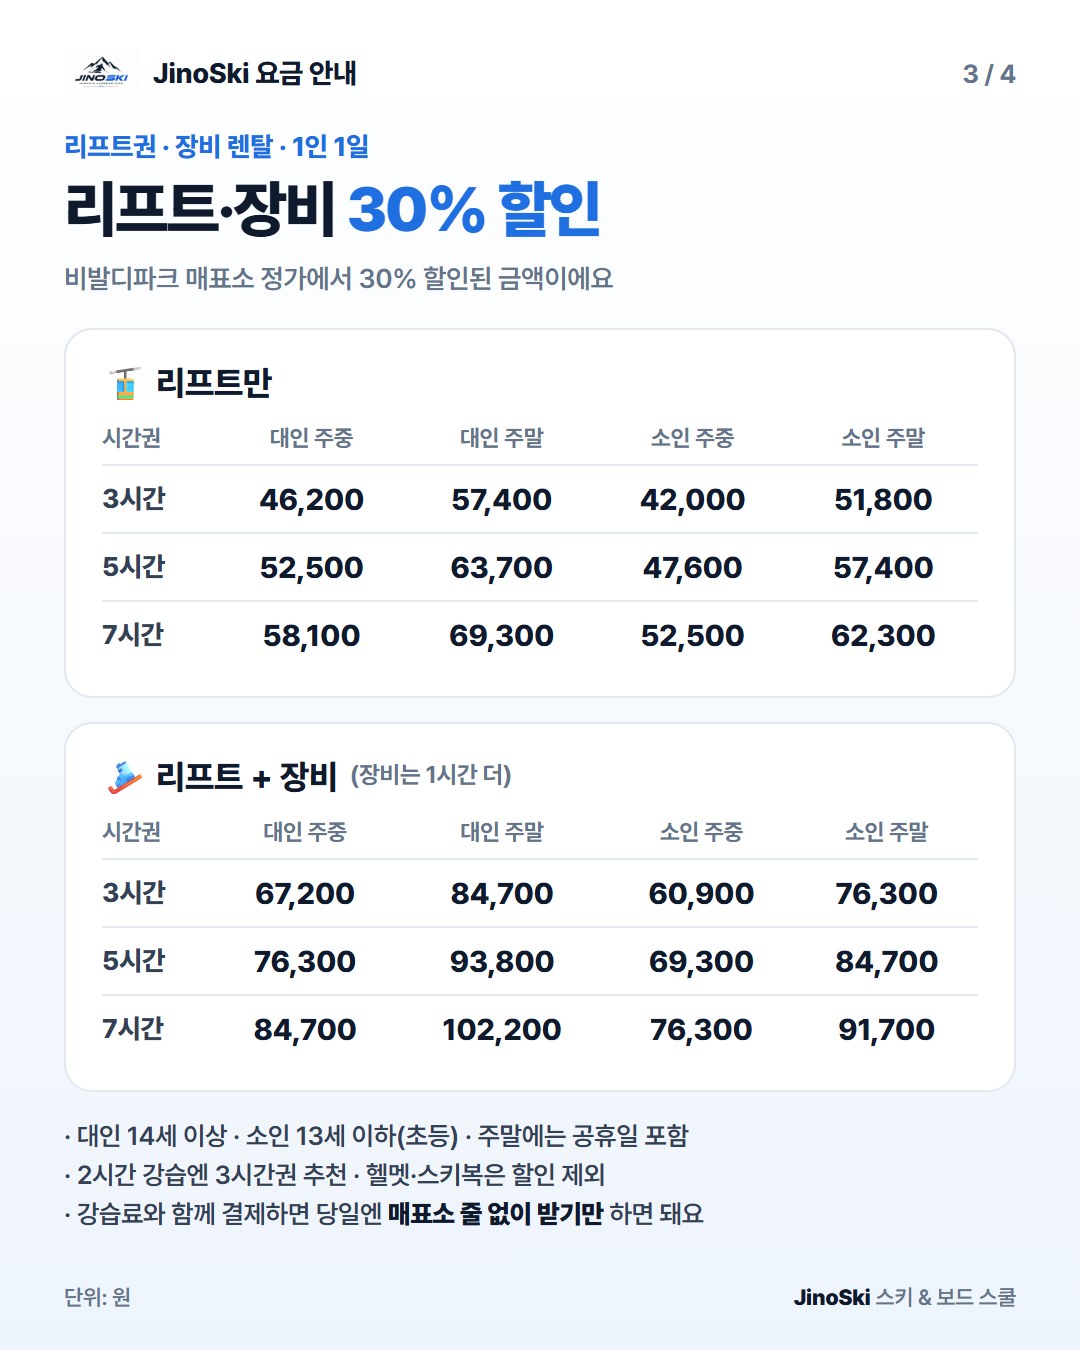 JINOSKI
JinoSki 요금 안내
3 / 4
리프트권 · 장비 렌탈 · 1인 1일
리프트·장비 30% 할인
비발디파크 매표소 정가에서 30% 할인된 금액이에요
리프트만
시간권 대인 주중 대인 주말 소인 주중 소인 주말
3시간 46,200 57,400 42,000 51,800
5시간 52,500 63,700 47,600 57,400
7시간 58,100 69,300 52,500 62,300
리프트 + 장비 (장비는 1시간 더)
시간권 대인 주중 대인 주말 소인 주중 소인 주말
3시간 67,200 84,700 60,900 76,300
5시간 76,300 93,800 69,300 84,700
7시간 84,700 102,200 76,300 91,700
· 대인 14세 이상 · 소인 13세 이하(초등) · 주말에는 공휴일 포함
· 2시간 강습엔 3시간권 추천 · 헬멧·스키복은 할인 제외
· 강습료와 함께 결제하면 당일엔 매표소 줄 없이 받기만 하면 돼요
단위: 원
JinoSki 스키 & 보드 스쿨